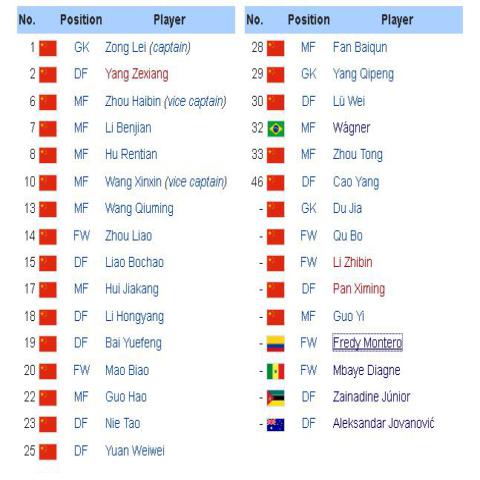 No. Position Player
1 GK Zong Lei (captain)
2 DF Yang Zexiang
6 MF Zhou Haibin (vice captain)
7 MF Li Benjian
8 MF Hu Rentian
10 MF Wang Xinxin (vice captain)
13 MF Wang Qiuming
14 FW Zhou Liao
15 DF Liao Bochao
17 MF Hui Jiakang
18 DF Li Hongyang
19 DF Bai Yuefeng
20 FW Mao Biao
22 MF Guo Hao
23 DF Nie Tao
25 DF Yuan Weiwei
No. Position Player
28 MF Fan Baiqun
29 GK Yang Qipeng
30 DF Lü Wei
32 MF Wágner
33 MF Zhou Tong
46 DF Cao Yang
- GK Du Jia
- FW Qu Bo
- FW Li Zhibin
- DF Pan Ximing
- MF Guo Yi
- FW Fredy Montero
- FW Mbaye Diagne
- DF Zainadine Júnior
- DF Aleksandar Jovanović